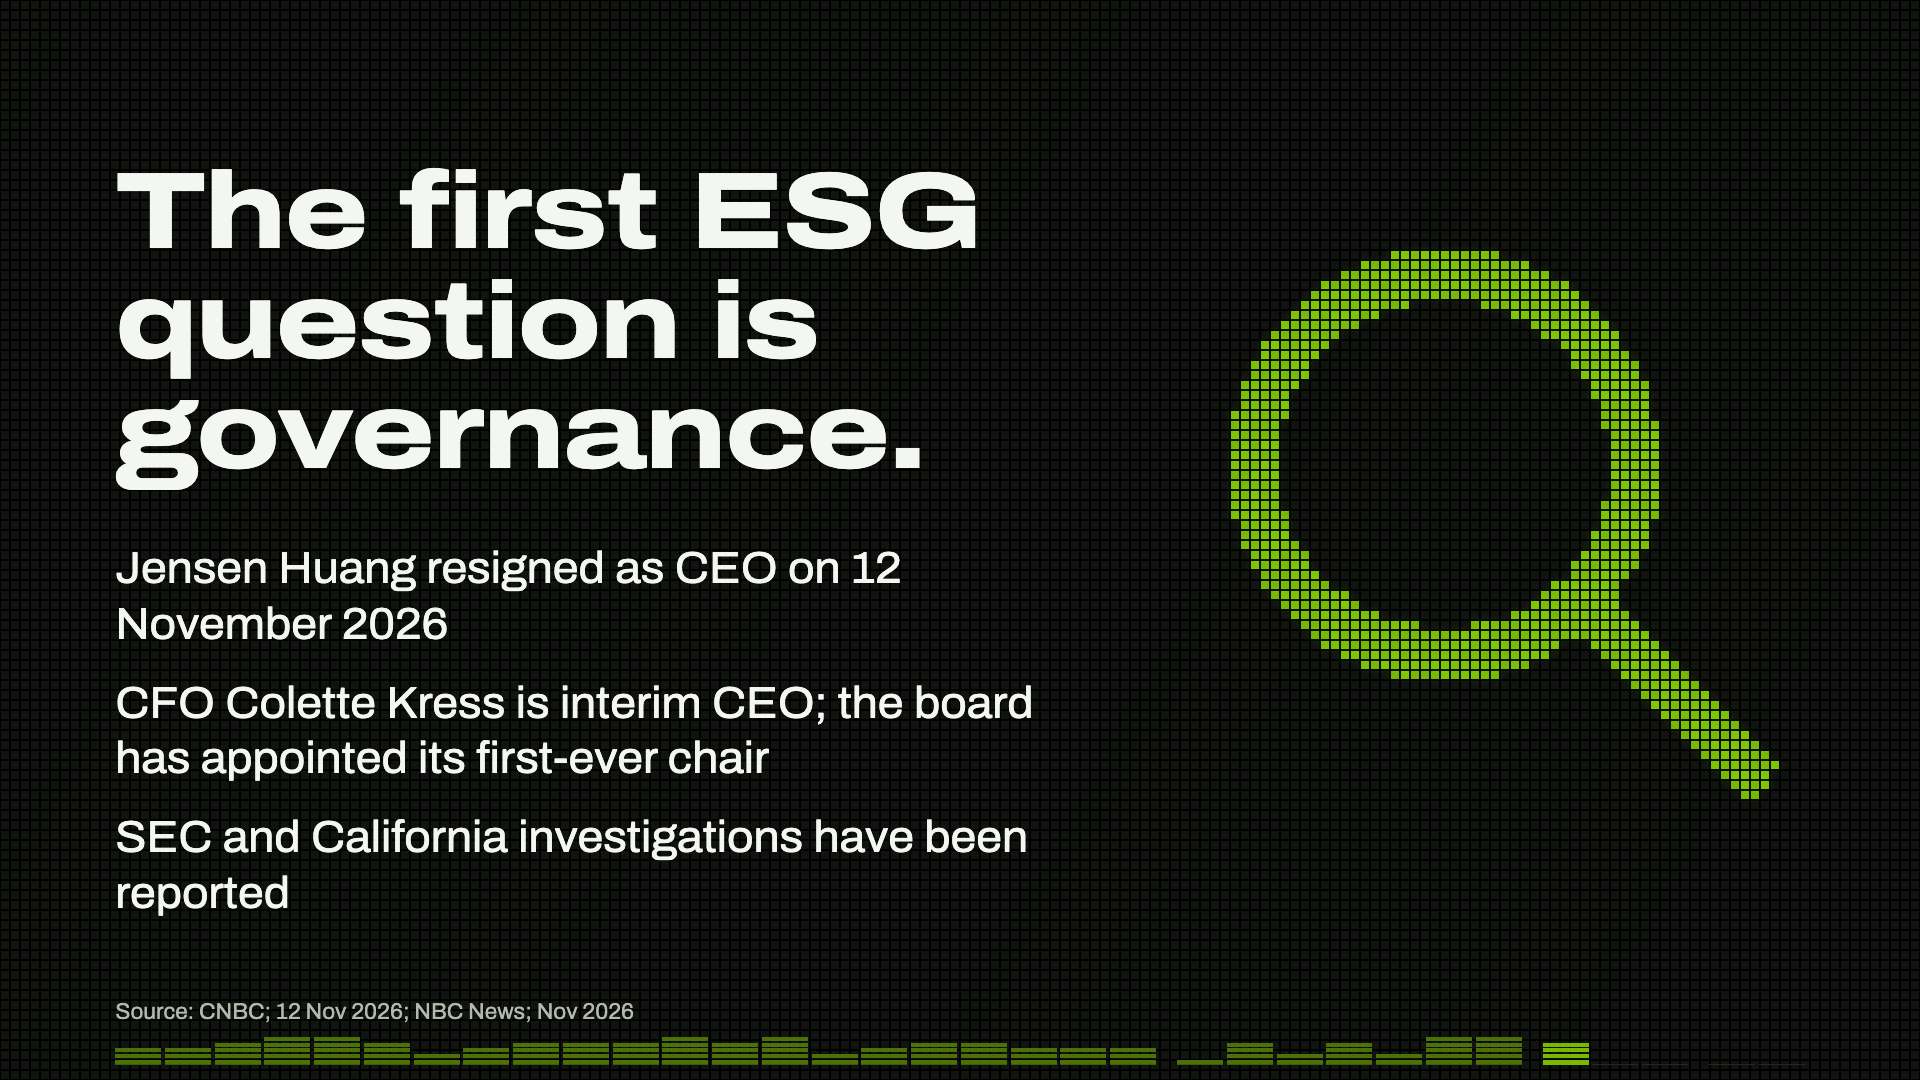 The first ESG
question is
governance.
Jensen Huang resigned as CEO on 12
November 2026
CFO Colette Kress is interim CEO; the board
has appointed its first-ever chair
SEC and California investigations have been
reported
Source: CNBC; 12 Nov 2026; NBC News; Nov 2026